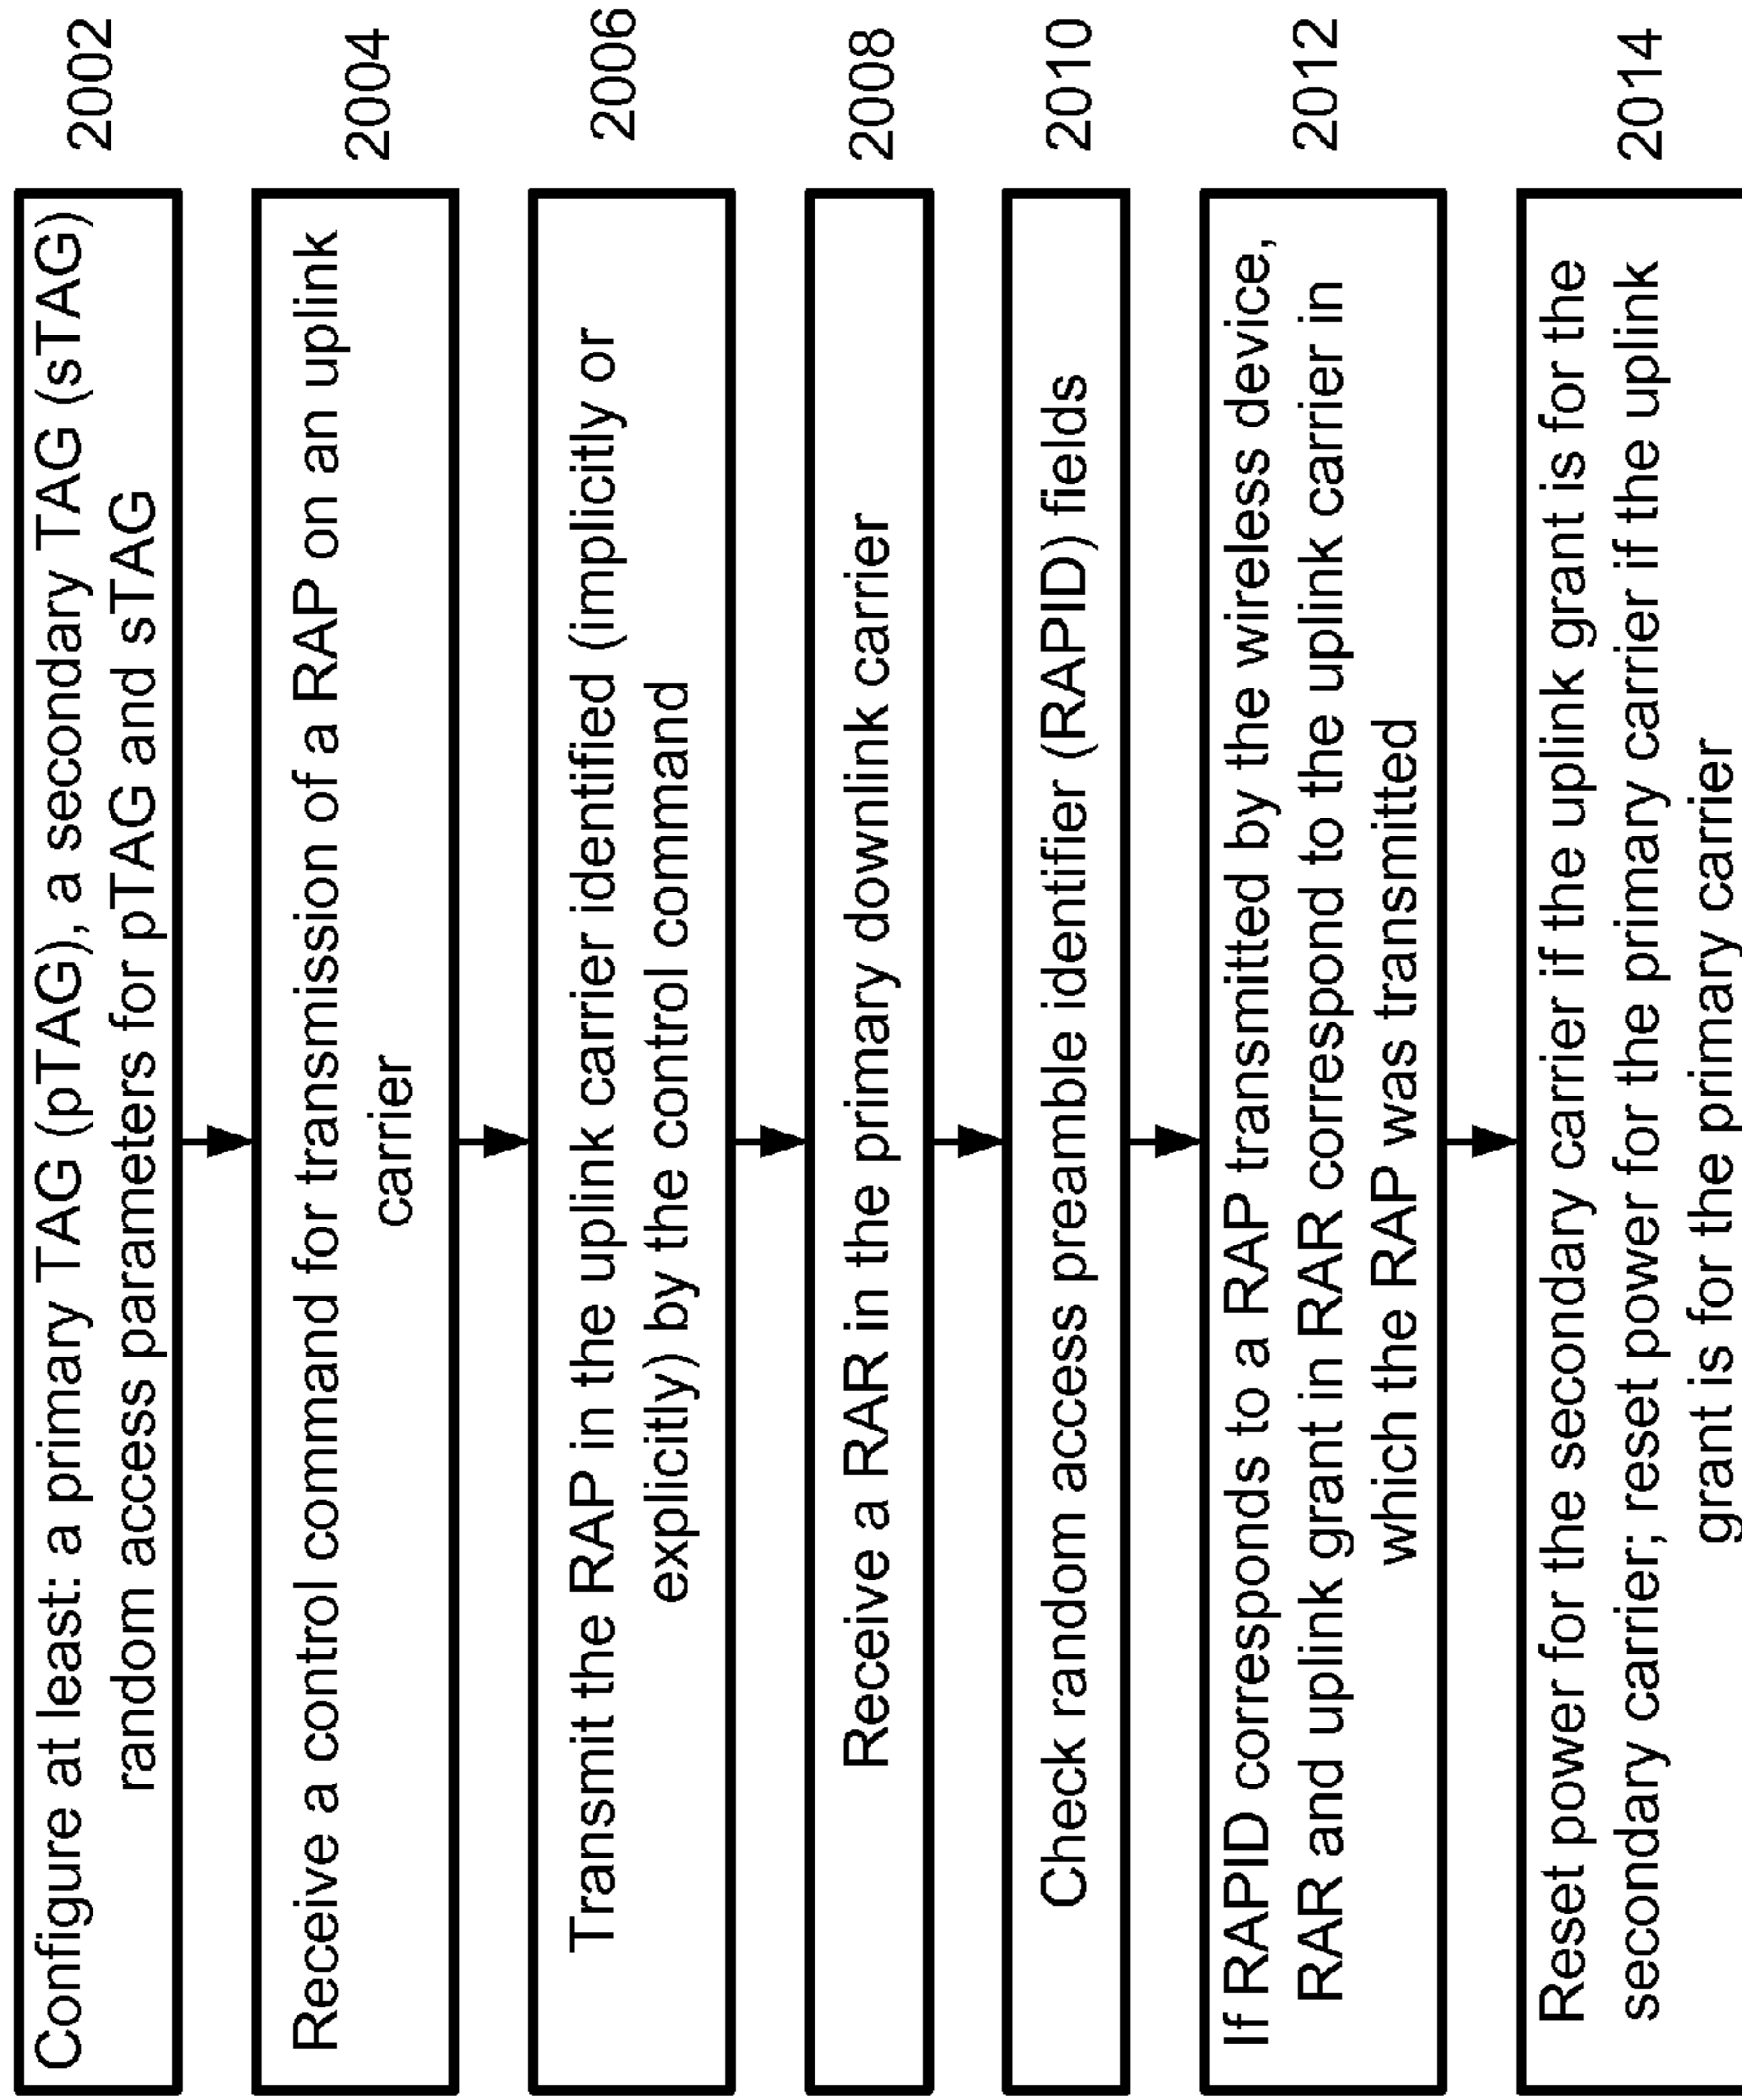 Configure at least: a primary TAG (pTAG), a secondary TAG (sTAG)
random access parameters for pTAG and sTAG
2002
Receive a control command for transmission of a RAP on an uplink
carrier
2004
Transmit the RAP in the uplink carrier identified (implicitly or
explicitly) by the control command
2006
Receive a RAR in the primary downlink carrier
2008
Check random access preamble identifier (RAPID) fields
2010
If RAPID corresponds to a RAP transmitted by the wireless device,
RAR and uplink grant in RAR correspond to the uplink carrier in
which the RAP was transmitted
2012
Reset power for the secondary carrier if the uplink grant is for the
secondary carrier; reset power for the primary carrier if the uplink
grant is for the primary carrier
2014